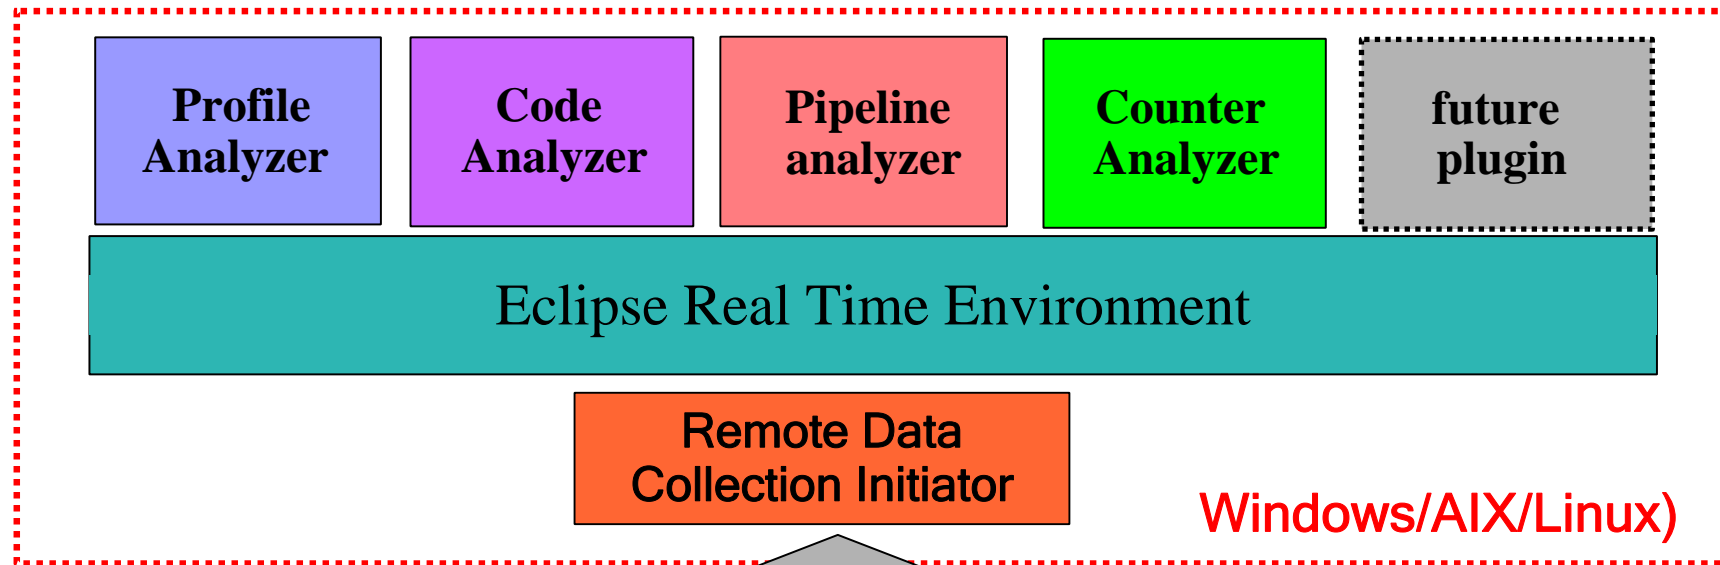 Profile
Analyzer
Code
Analyzer
Pipeline
analyzer
Counter
Analyzer
future
plugin
Eclipse Real Time Environment
Remote Data
Collection Initiator
Windows/AIX/Linux)